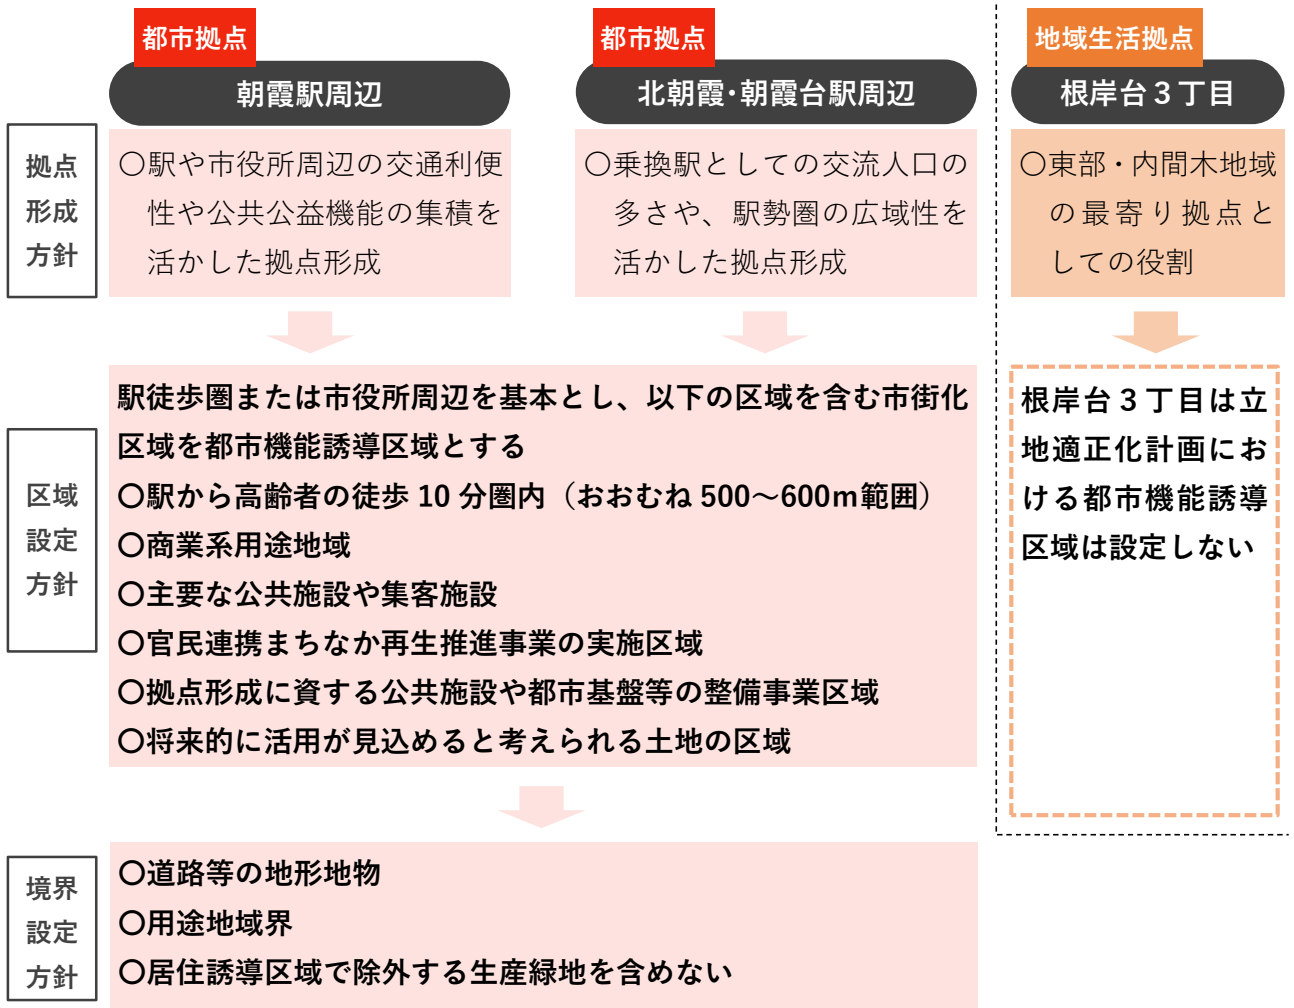 都市拠点
朝霞駅周辺
都市拠点
北朝霞・朝霞台駅周辺
地域生活拠点
根岸台３丁目
拠点
形成
方針
〇駅や市役所周辺の交通利便
性や公共公益機能の集積を
活かした拠点形成
〇乗換駅としての交流人口の
多さや、駅勢圏の広域性を
活かした拠点形成
〇東部・内間木地域
の最寄り拠点と
しての役割
区域
設定
方針
駅徒歩圏または市役所周辺を基本とし、以下の区域を含む市街化
区域を都市機能誘導区域とする
〇駅から高齢者の徒歩 10 分圏内（おおむね 500～600ｍ範囲）
〇商業系用途地域
〇主要な公共施設や集客施設
〇官民連携まちなか再生推進事業の実施区域
〇拠点形成に資する公共施設や都市基盤等の整備事業区域
〇将来的に活用が見込めると考えられる土地の区域
根岸台３丁目は立
地適正化計画にお
ける都市機能誘導
区域は設定しない
境界
設定
方針
〇道路等の地形地物
〇用途地域界
〇居住誘導区域で除外する生産緑地を含めない